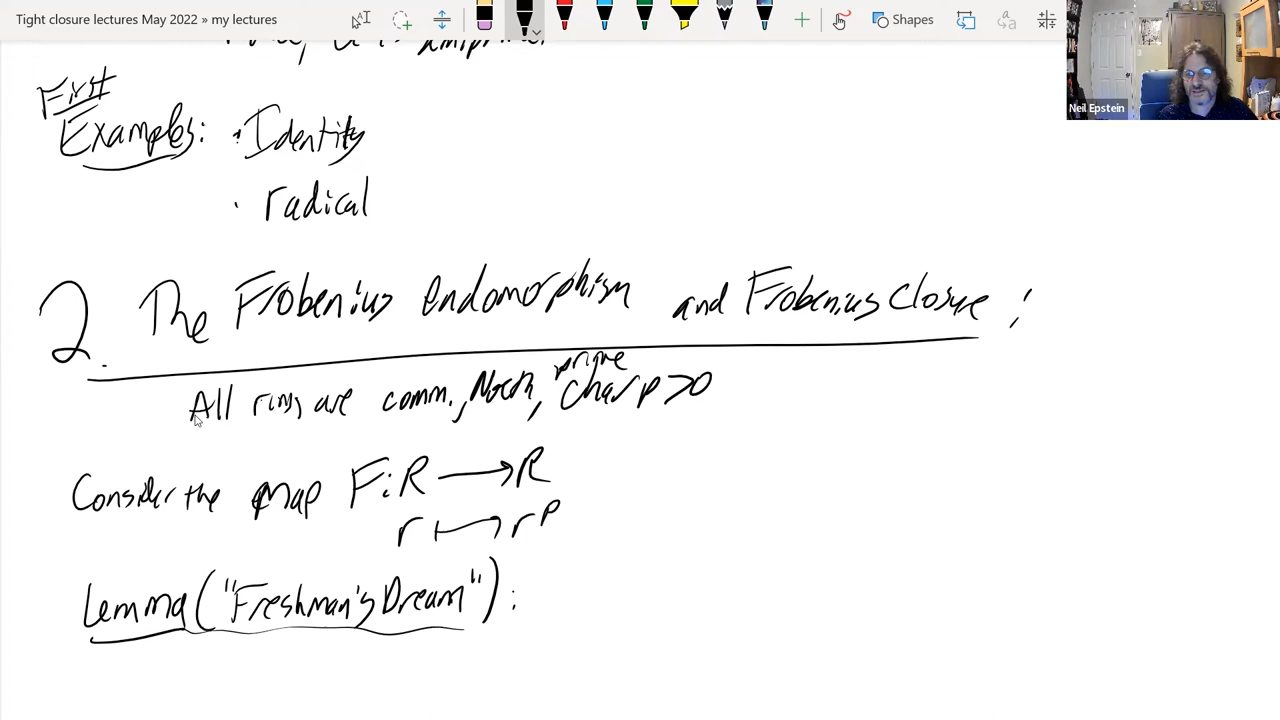 Tight closure lectures May 2022 » my lectures
Shapes
Neil Epstein
First
Examples: · Identity
· radical
2. The Frobenius endomorphism and Frobenius Closure:
All rings are comm., Noeth, prime char p > 0
Consider the map F: R ⟶ R
r ⟼ r^p
Lemma ("Freshman's Dream"):